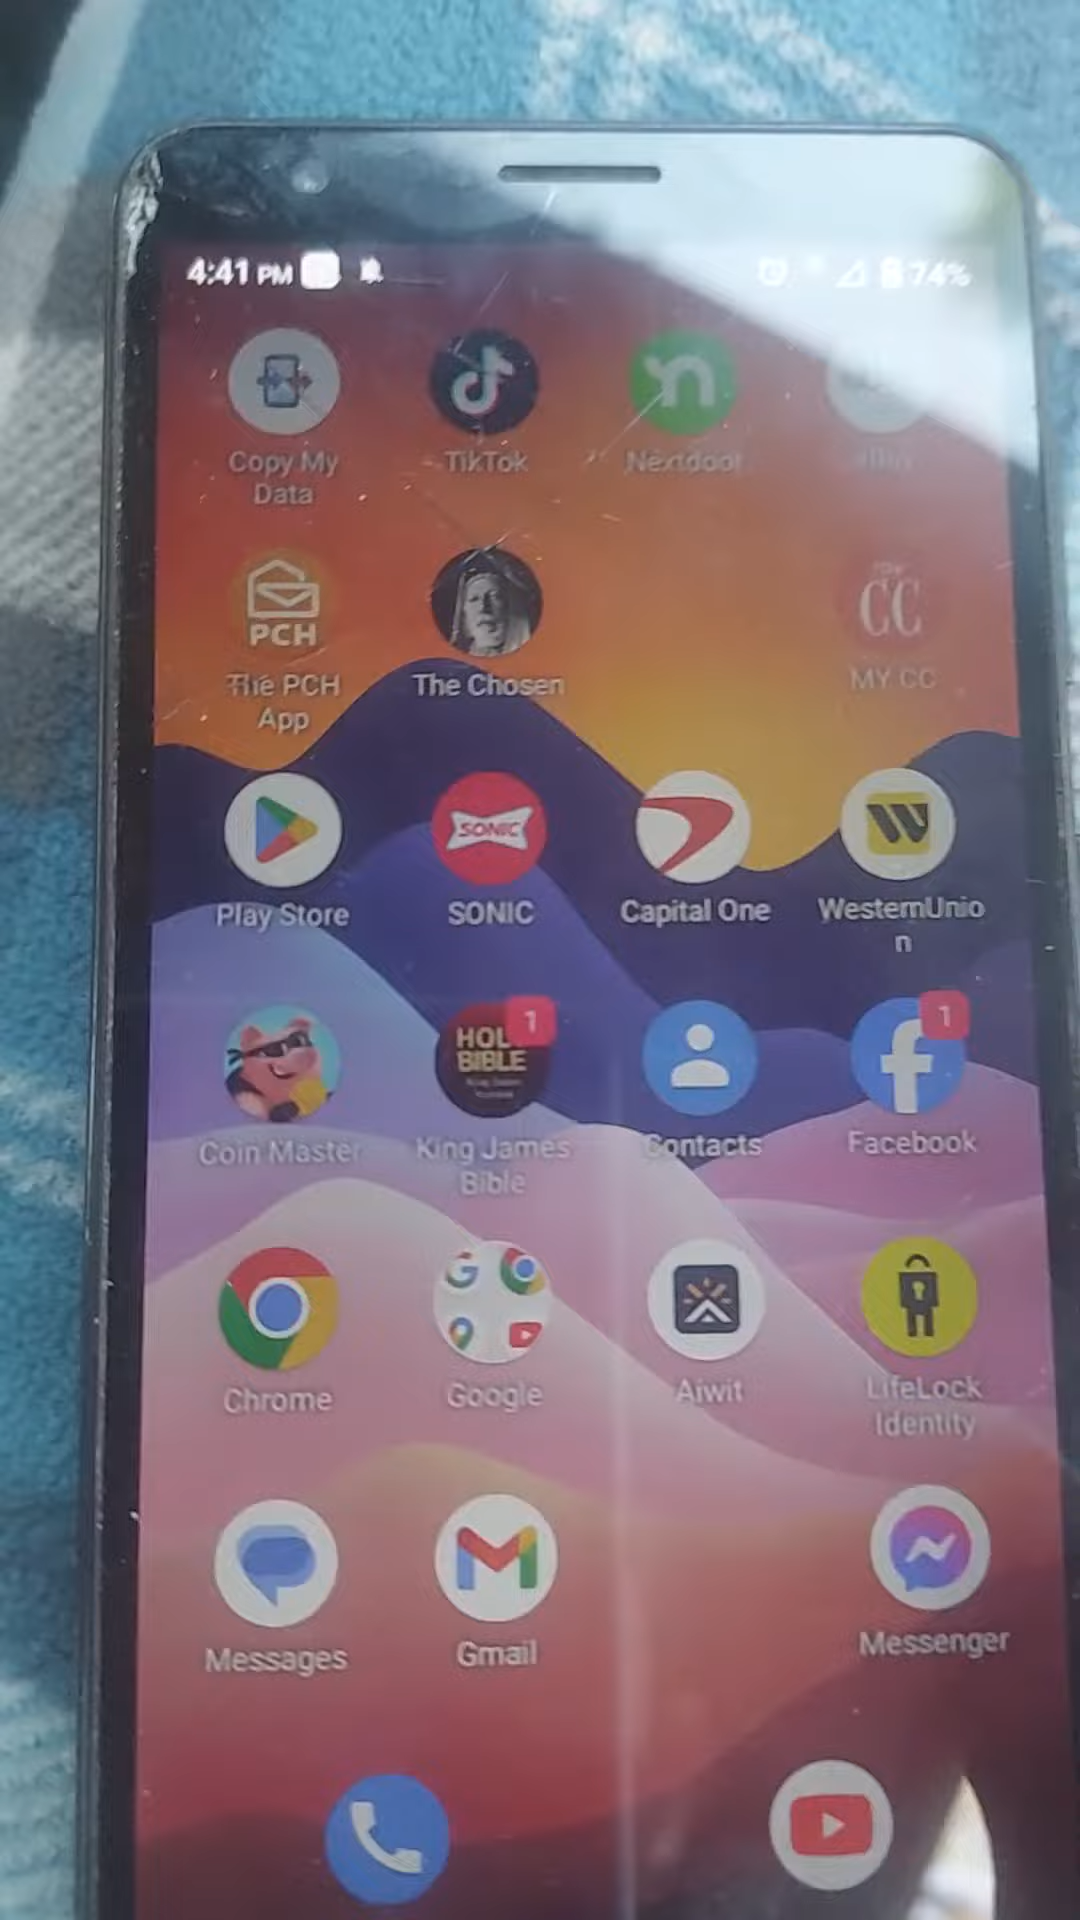 4:41 PM 74%
Copy My
Data
TikTok
Nextdoor
PCH
The PCH
App
The Chosen
CC
MY CC
Play Store
SONIC
SONIC
Capital One
WesternUnio
n
Coin Master
HOLY
BIBLE
1
King James
Bible
Contacts
1
Facebook
Chrome
Google
Aiwit
LifeLock
Identity
Messages
Gmail
Messenger